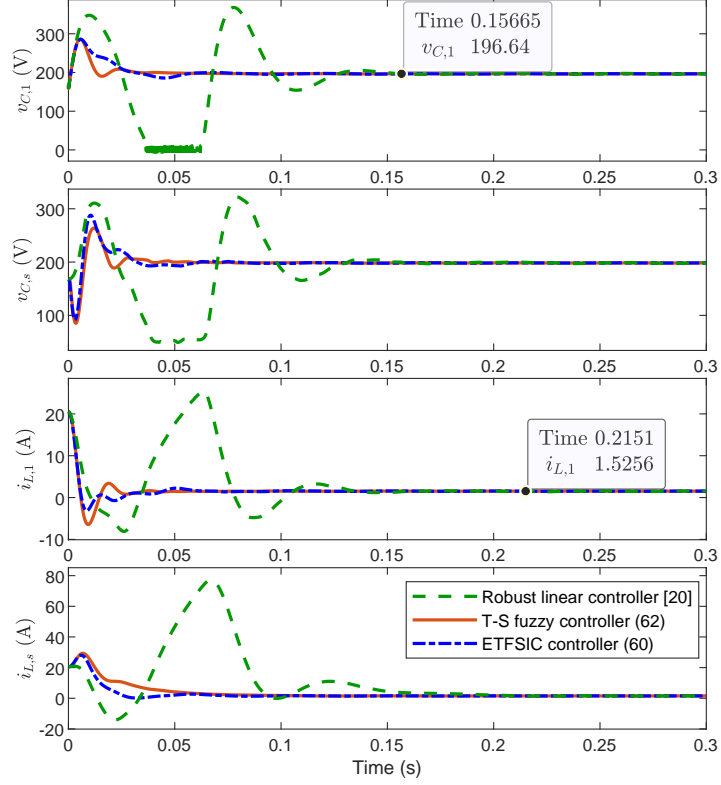 Time 0.15665
v_{C,1} 196.64
v_{C,1} (V)
300
200
100
0
0 0.05 0.1 0.15 0.2 0.25 0.3
v_{C,s} (V)
300
200
100
0 0.05 0.1 0.15 0.2 0.25 0.3
Time 0.2151
i_{L,1} 1.5256
i_{L,1} (A)
20
10
0
-10
0 0.05 0.1 0.15 0.2 0.25 0.3
i_{L,s} (A)
80
60
40
20
0
-20
Robust linear controller [20]
T-S fuzzy controller (62)
ETFSIC controller (60)
0 0.05 0.1 0.15 0.2 0.25 0.3
Time (s)